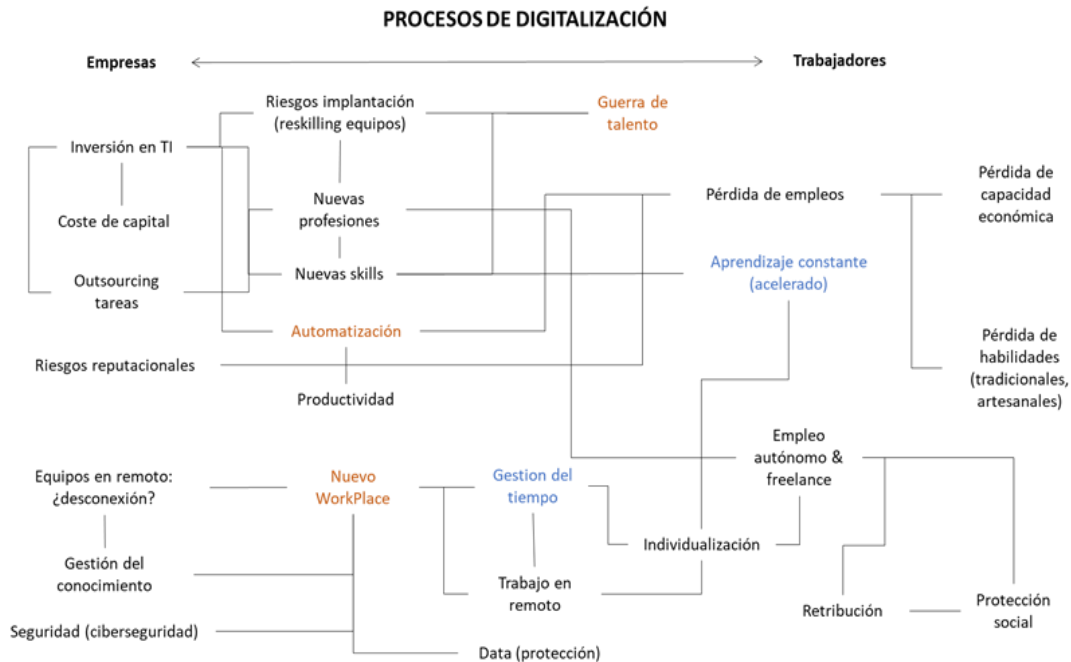 PROCESOS DE DIGITALIZACIÓN
Empresas
Trabajadores
Riesgos implantación
(reskilling equipos)
Guerra de
talento
Inversión en TI
Pérdida de
capacidad
económica
Nuevas
profesiones
Pérdida de empleos
Coste de capital
Nuevas skills
Aprendizaje constante
(acelerado)
Outsourcing
tareas
Automatización
Riesgos reputacionales
Pérdida de
habilidades
(tradicionales,
artesanales)
Productividad
Empleo
autónomo &
freelance
Equipos en remoto:
¿desconexión?
Nuevo
WorkPlace
Gestion del
tiempo
Individualización
Gestión del
conocimiento
Trabajo en
remoto
Retribución
Protección
social
Seguridad (ciberseguridad)
Data (protección)